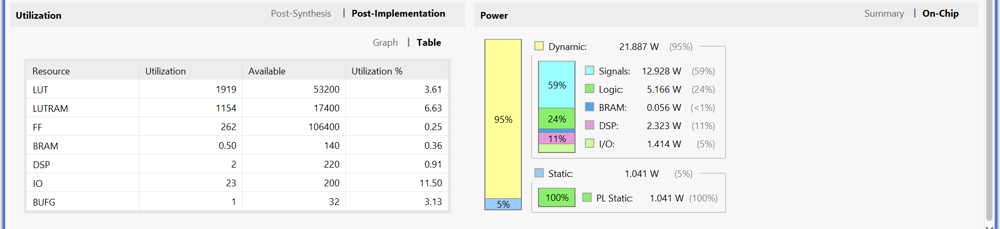 Utilization
Post-Synthesis | Post-Implementation
Graph | Table
Resource Utilization Available Utilization %
LUT 1919 53200 3.61
LUTRAM 1154 17400 6.63
FF 262 106400 0.25
BRAM 0.50 140 0.36
DSP 2 220 0.91
IO 23 200 11.50
BUFG 1 32 3.13
Power
Summary | On-Chip
95%
5%
Dynamic: 21.887 W (95%)
59%
24%
11%
Signals: 12.928 W (59%)
Logic: 5.166 W (24%)
BRAM: 0.056 W (<1%)
DSP: 2.323 W (11%)
I/O: 1.414 W (5%)
Static: 1.041 W (5%)
100%
PL Static: 1.041 W (100%)